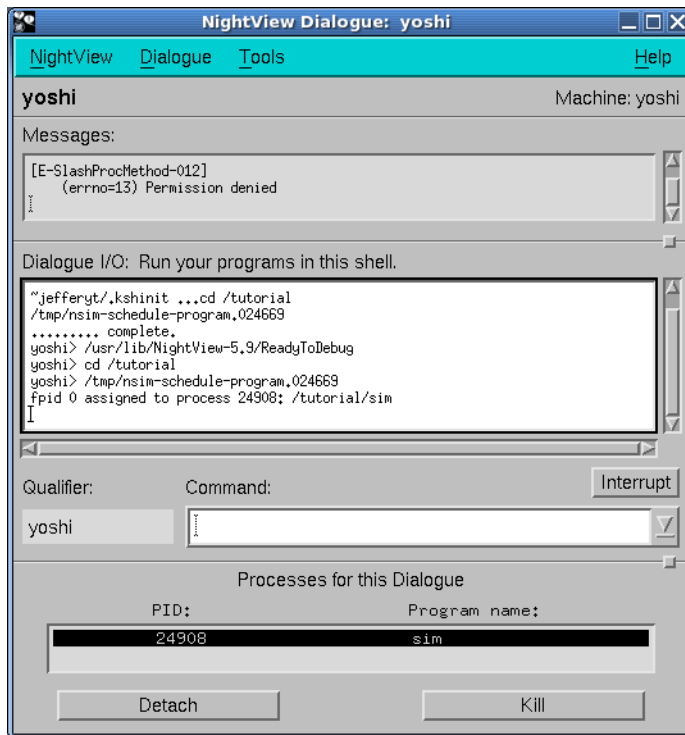 NightView Dialogue: yoshi
NightView Dialogue Tools Help
yoshi Machine: yoshi
Messages:
[E-SlashProcMethod-012]
(errno=13) Permission denied
Dialogue I/O: Run your programs in this shell.
~jefferyt/.kshinit ...cd /tutorial
/tmp/nsim-schedule-program.024669
......... complete.
yoshi> /usr/lib/NightView-5.9/ReadyToDebug
yoshi> cd /tutorial
yoshi> /tmp/nsim-schedule-program.024669
fpid 0 assigned to process 24908: /tutorial/sim
Interrupt
Qualifier: Command:
yoshi
Processes for this Dialogue
PID: Program name:
24908 sim
Detach Kill